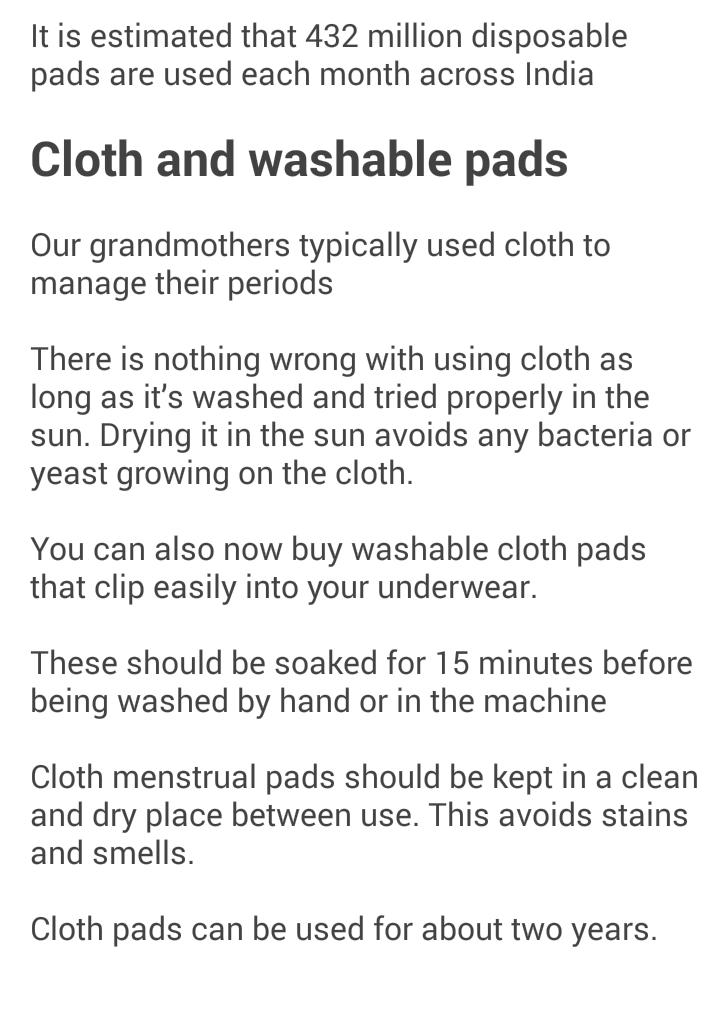 It is estimated that 432 million disposable
pads are used each month across India
Cloth and washable pads
Our grandmothers typically used cloth to
manage their periods
There is nothing wrong with using cloth as
long as it’s washed and tried properly in the
sun. Drying it in the sun avoids any bacteria or
yeast growing on the cloth.
You can also now buy washable cloth pads
that clip easily into your underwear.
These should be soaked for 15 minutes before
being washed by hand or in the machine
Cloth menstrual pads should be kept in a clean
and dry place between use. This avoids stains
and smells.
Cloth pads can be used for about two years.